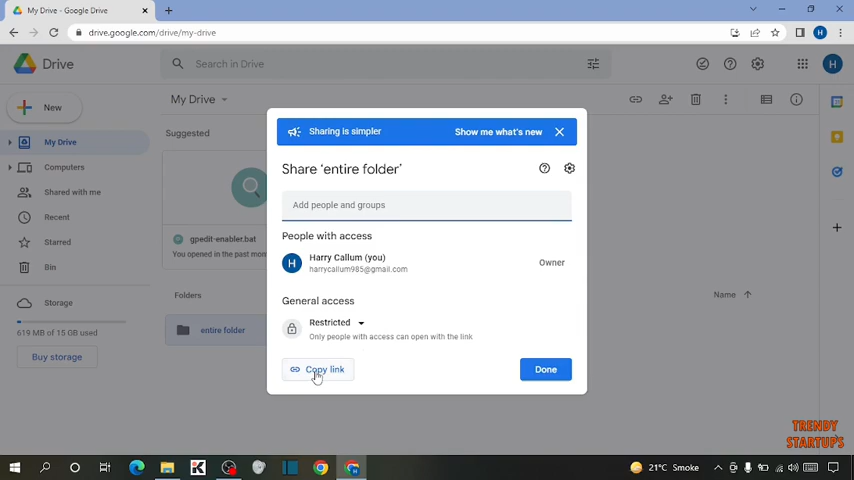 My Drive - Google Drive
drive.google.com/drive/my-drive
H
Drive
Search in Drive
H
New
My Drive
My Drive
Computers
Shared with me
Recent
Starred
Bin
Storage
619 MB of 15 GB used
Buy storage
Suggested
gpedit-enabler.bat
You opened in the past mon
Folders
Name
entire folder
Sharing is simpler
Show me what's new
Share 'entire folder'
Add people and groups
People with access
H
Harry Callum (you)
harrycallum985@gmail.com
Owner
General access
Restricted
Only people with access can open with the link
Copy link
Done
TRENDY
STARTUPS
21°C Smoke